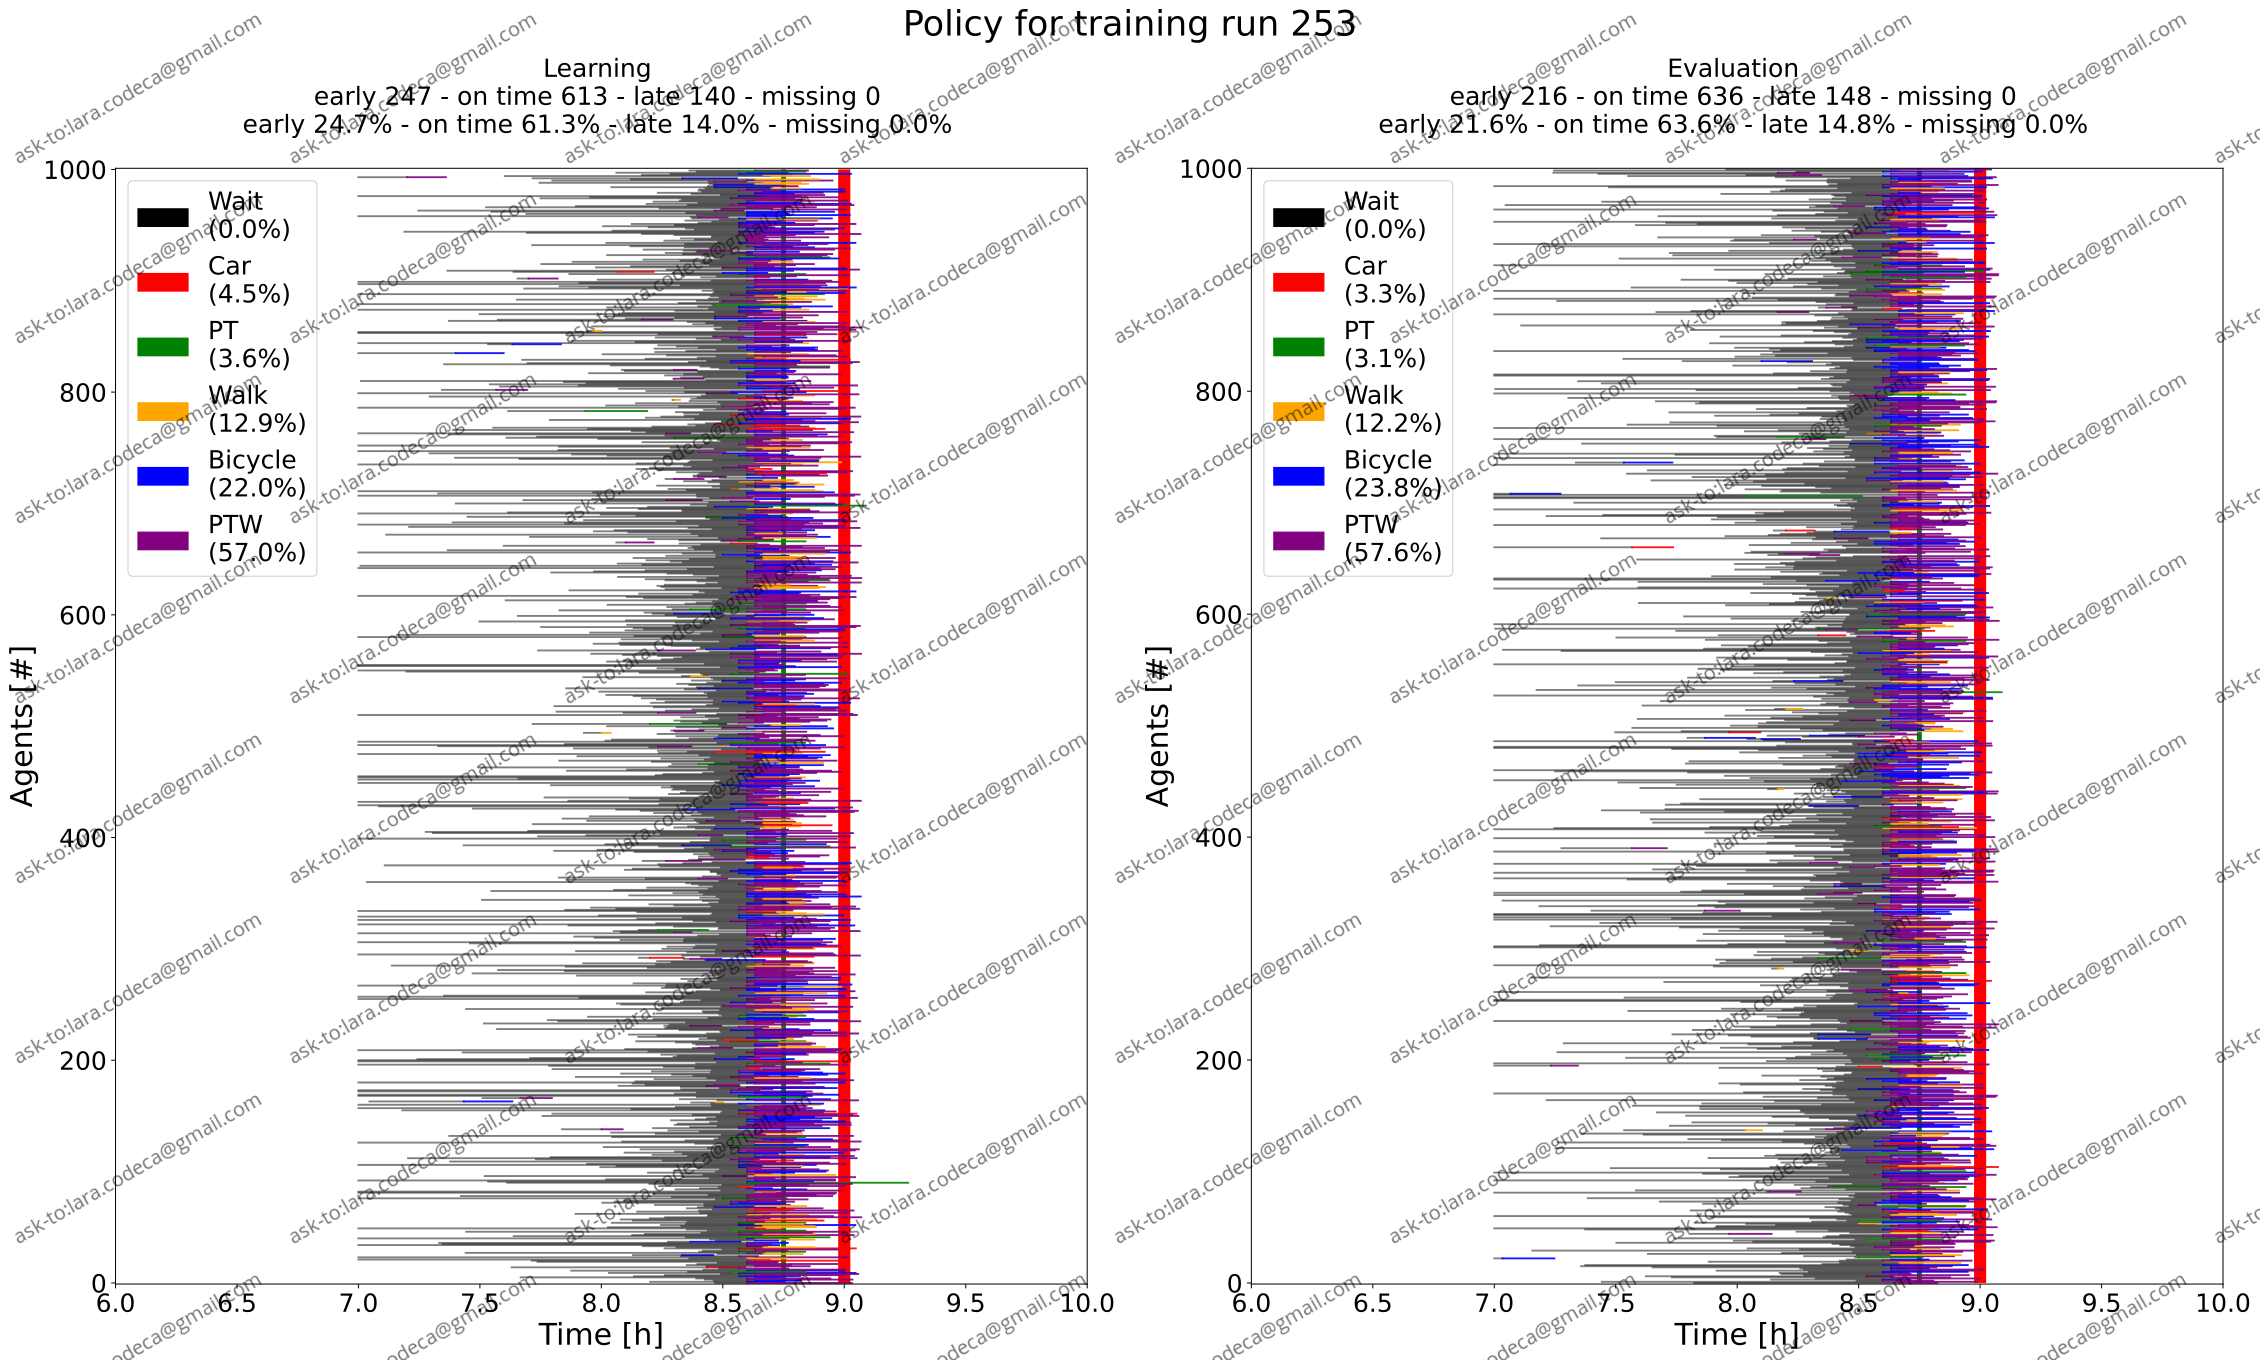 Policy for training run 253
Learning
early 247 - on time 613 - late 140 - missing 0
early 24.7% - on time 61.3% - late 14.0% - missing 0.0%
Evaluation
early 216 - on time 636 - late 148 - missing 0
early 21.6% - on time 63.6% - late 14.8% - missing 0.0%
Wait
(0.0%)
Car
(4.5%)
PT
(3.6%)
Walk
(12.9%)
Bicycle
(22.0%)
PTW
(57.0%)
1000
800
600
400
200
0
Agents [#]
6.0 6.5 7.0 7.5 8.0 8.5 9.0 9.5 10.0
Time [h]
Wait
(0.0%)
Car
(3.3%)
PT
(3.1%)
Walk
(12.2%)
Bicycle
(23.8%)
PTW
(57.6%)
1000
800
600
400
200
0
Agents [#]
6.0 6.5 7.0 7.5 8.0 8.5 9.0 9.5 10.0
Time [h]
ask-to:lara.codeca@gmail.com